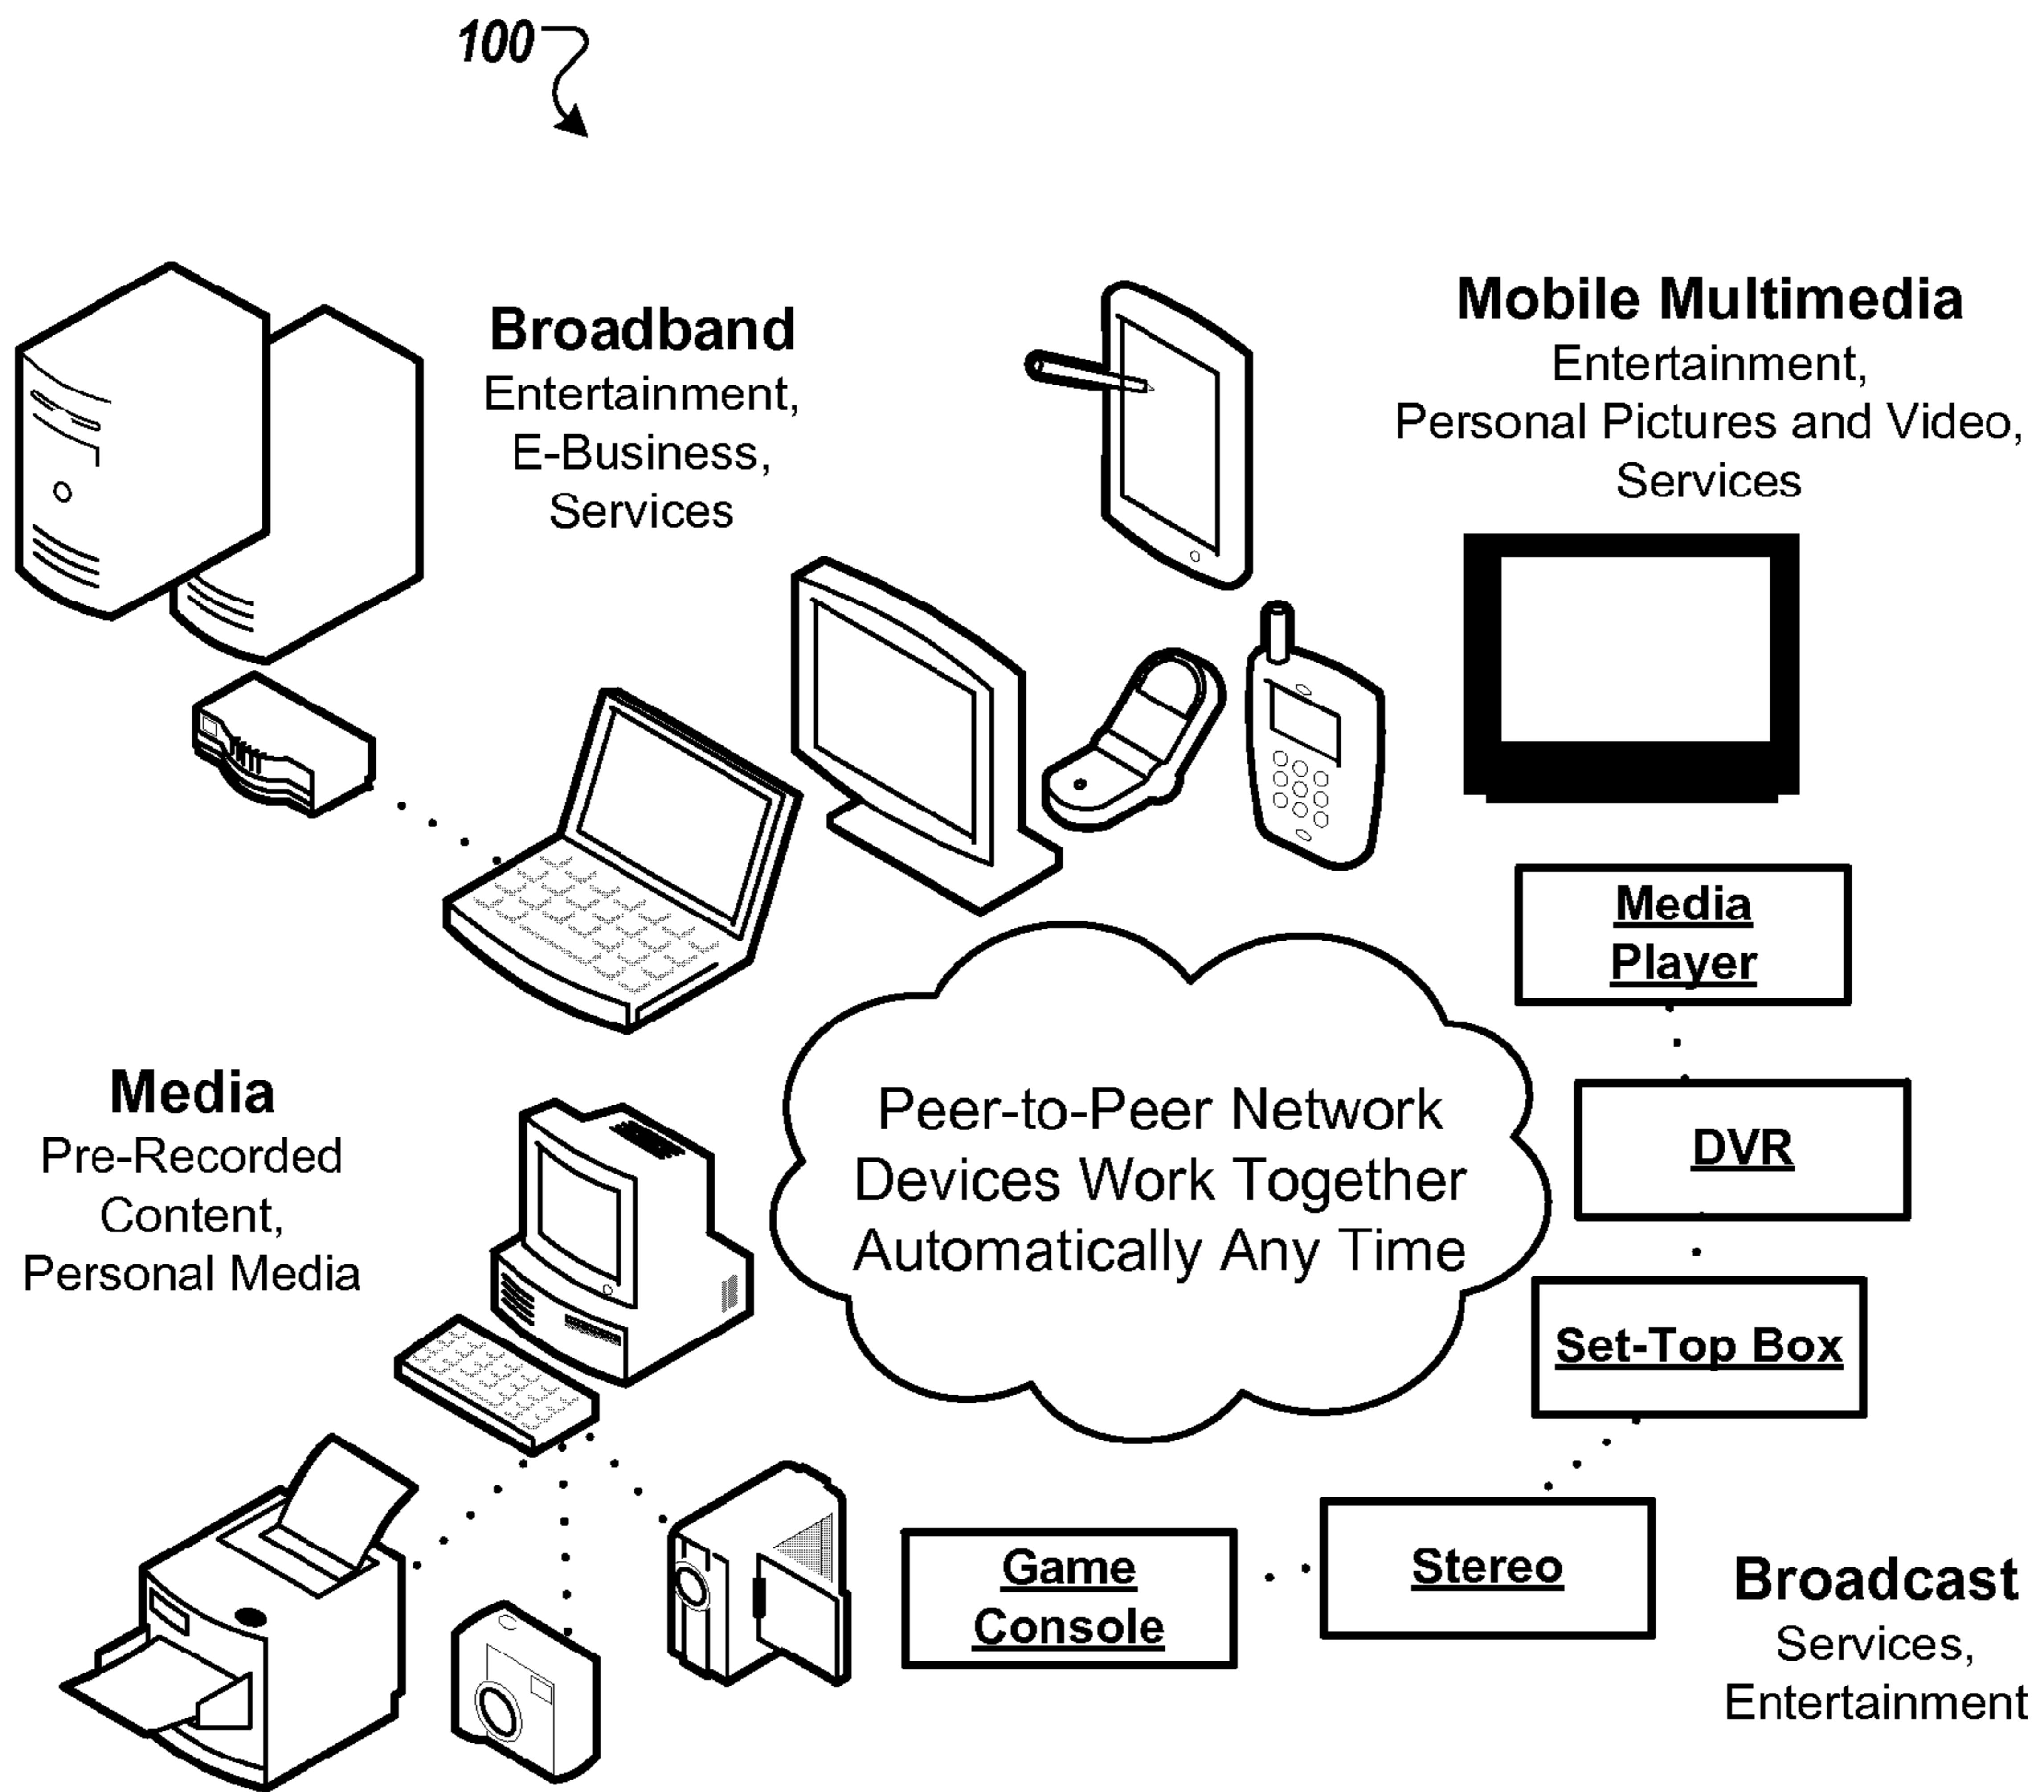 100
Broadband
Entertainment,
E-Business,
Services
Mobile Multimedia
Entertainment,
Personal Pictures and Video,
Services
Media
Player
DVR
Set-Top Box
Stereo
Game
Console
Peer-to-Peer Network
Devices Work Together
Automatically Any Time
Media
Pre-Recorded
Content,
Personal Media
Broadcast
Services,
Entertainment